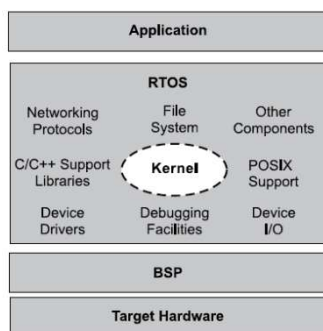 Application
RTOS
Networking File Other
Protocols System Components
C/C++ Support Kernel POSIX
Libraries Support
Device Debugging Device
Drivers Facilities I/O
BSP
Target Hardware